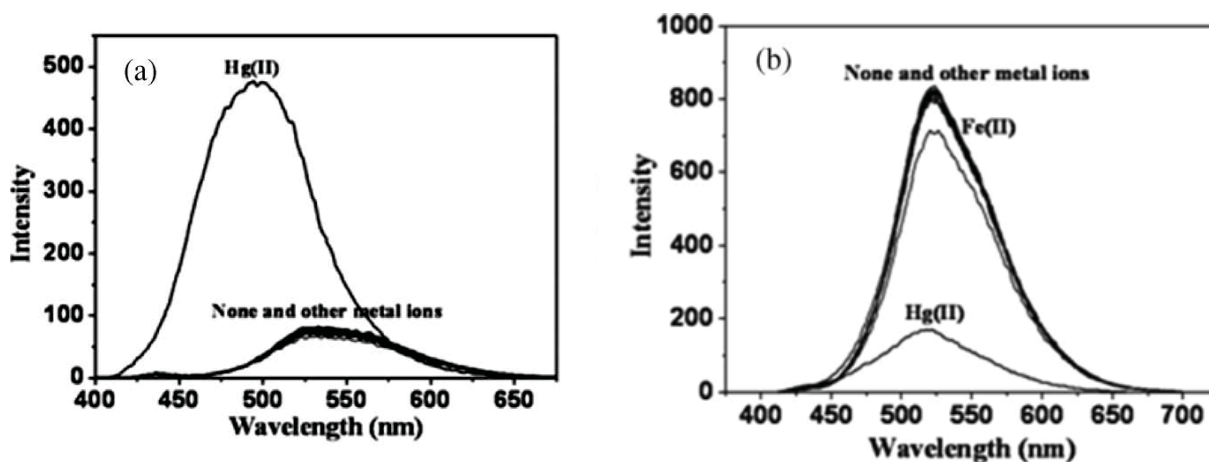 (a)
Hg(II)
None and other metal ions
Intensity
500
400
300
200
100
0
400 450 500 550 600 650
Wavelength (nm)
(b)
None and other metal ions
Fe(II)
Hg(II)
Intensity
1000
800
600
400
200
0
400 450 500 550 600 650 700
Wavelength (nm)